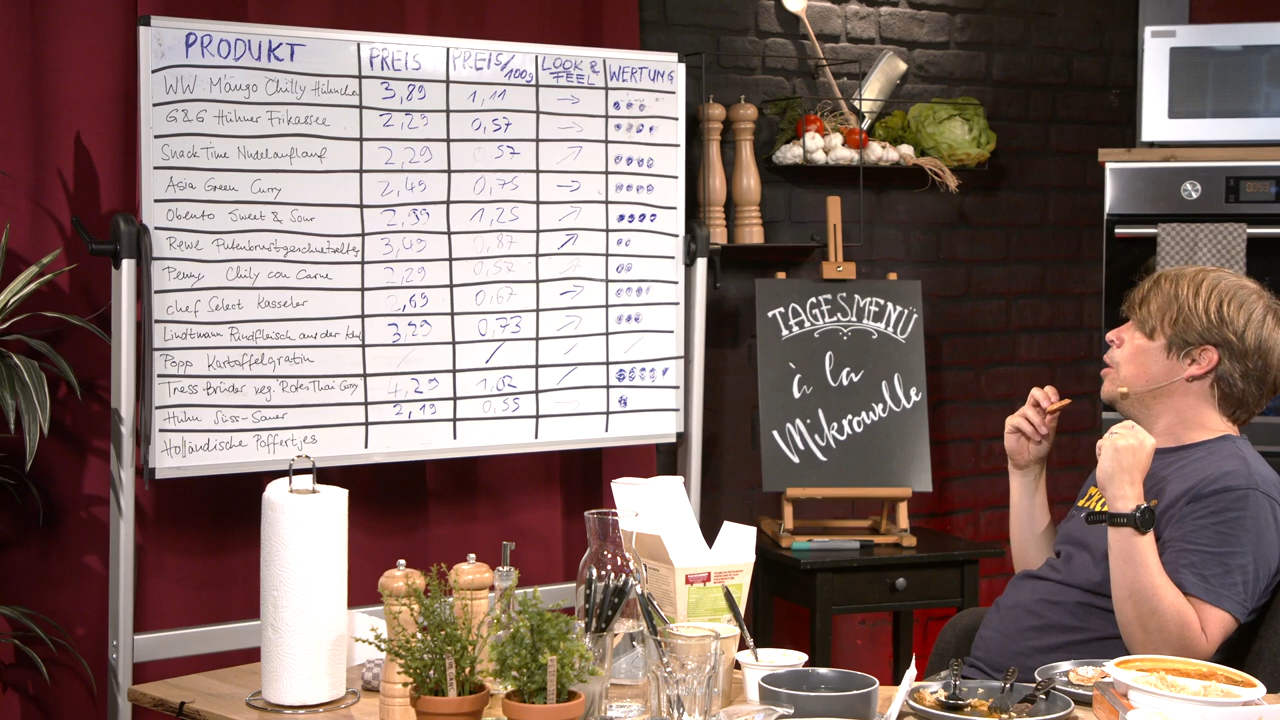 PRODUKT PREIS PREIS/100g LOOK & FEEL WERTUNG
WW Mango Chilly Hühnchen 3,89 1,11 →
G&G Hühner Frikassee 2,29 0,57 →
Snack Time Nudelauflauf 2,29 57
Asia Green Curry 2,49 0,75 →
Obento Sweet & Sour 2,99 1,25
Rewe Putenbrustgeschnetzeltes 3,49 0,87
Penny Chily con Carne 2,29 0,57
Chef Select Kasseler 2,69 0,67 →
Lindtmann Rindfleisch aus der 3,29 0,73
Popp Kartoffelgratin / / / /
Tress Brüder veg. Rotes Thai Curry 4,29 1,02 /
Huhn Süss-Sauer 2,19 0,55
Holländische Poffertjes
TAGESMENÜ
à la
Mikrowelle